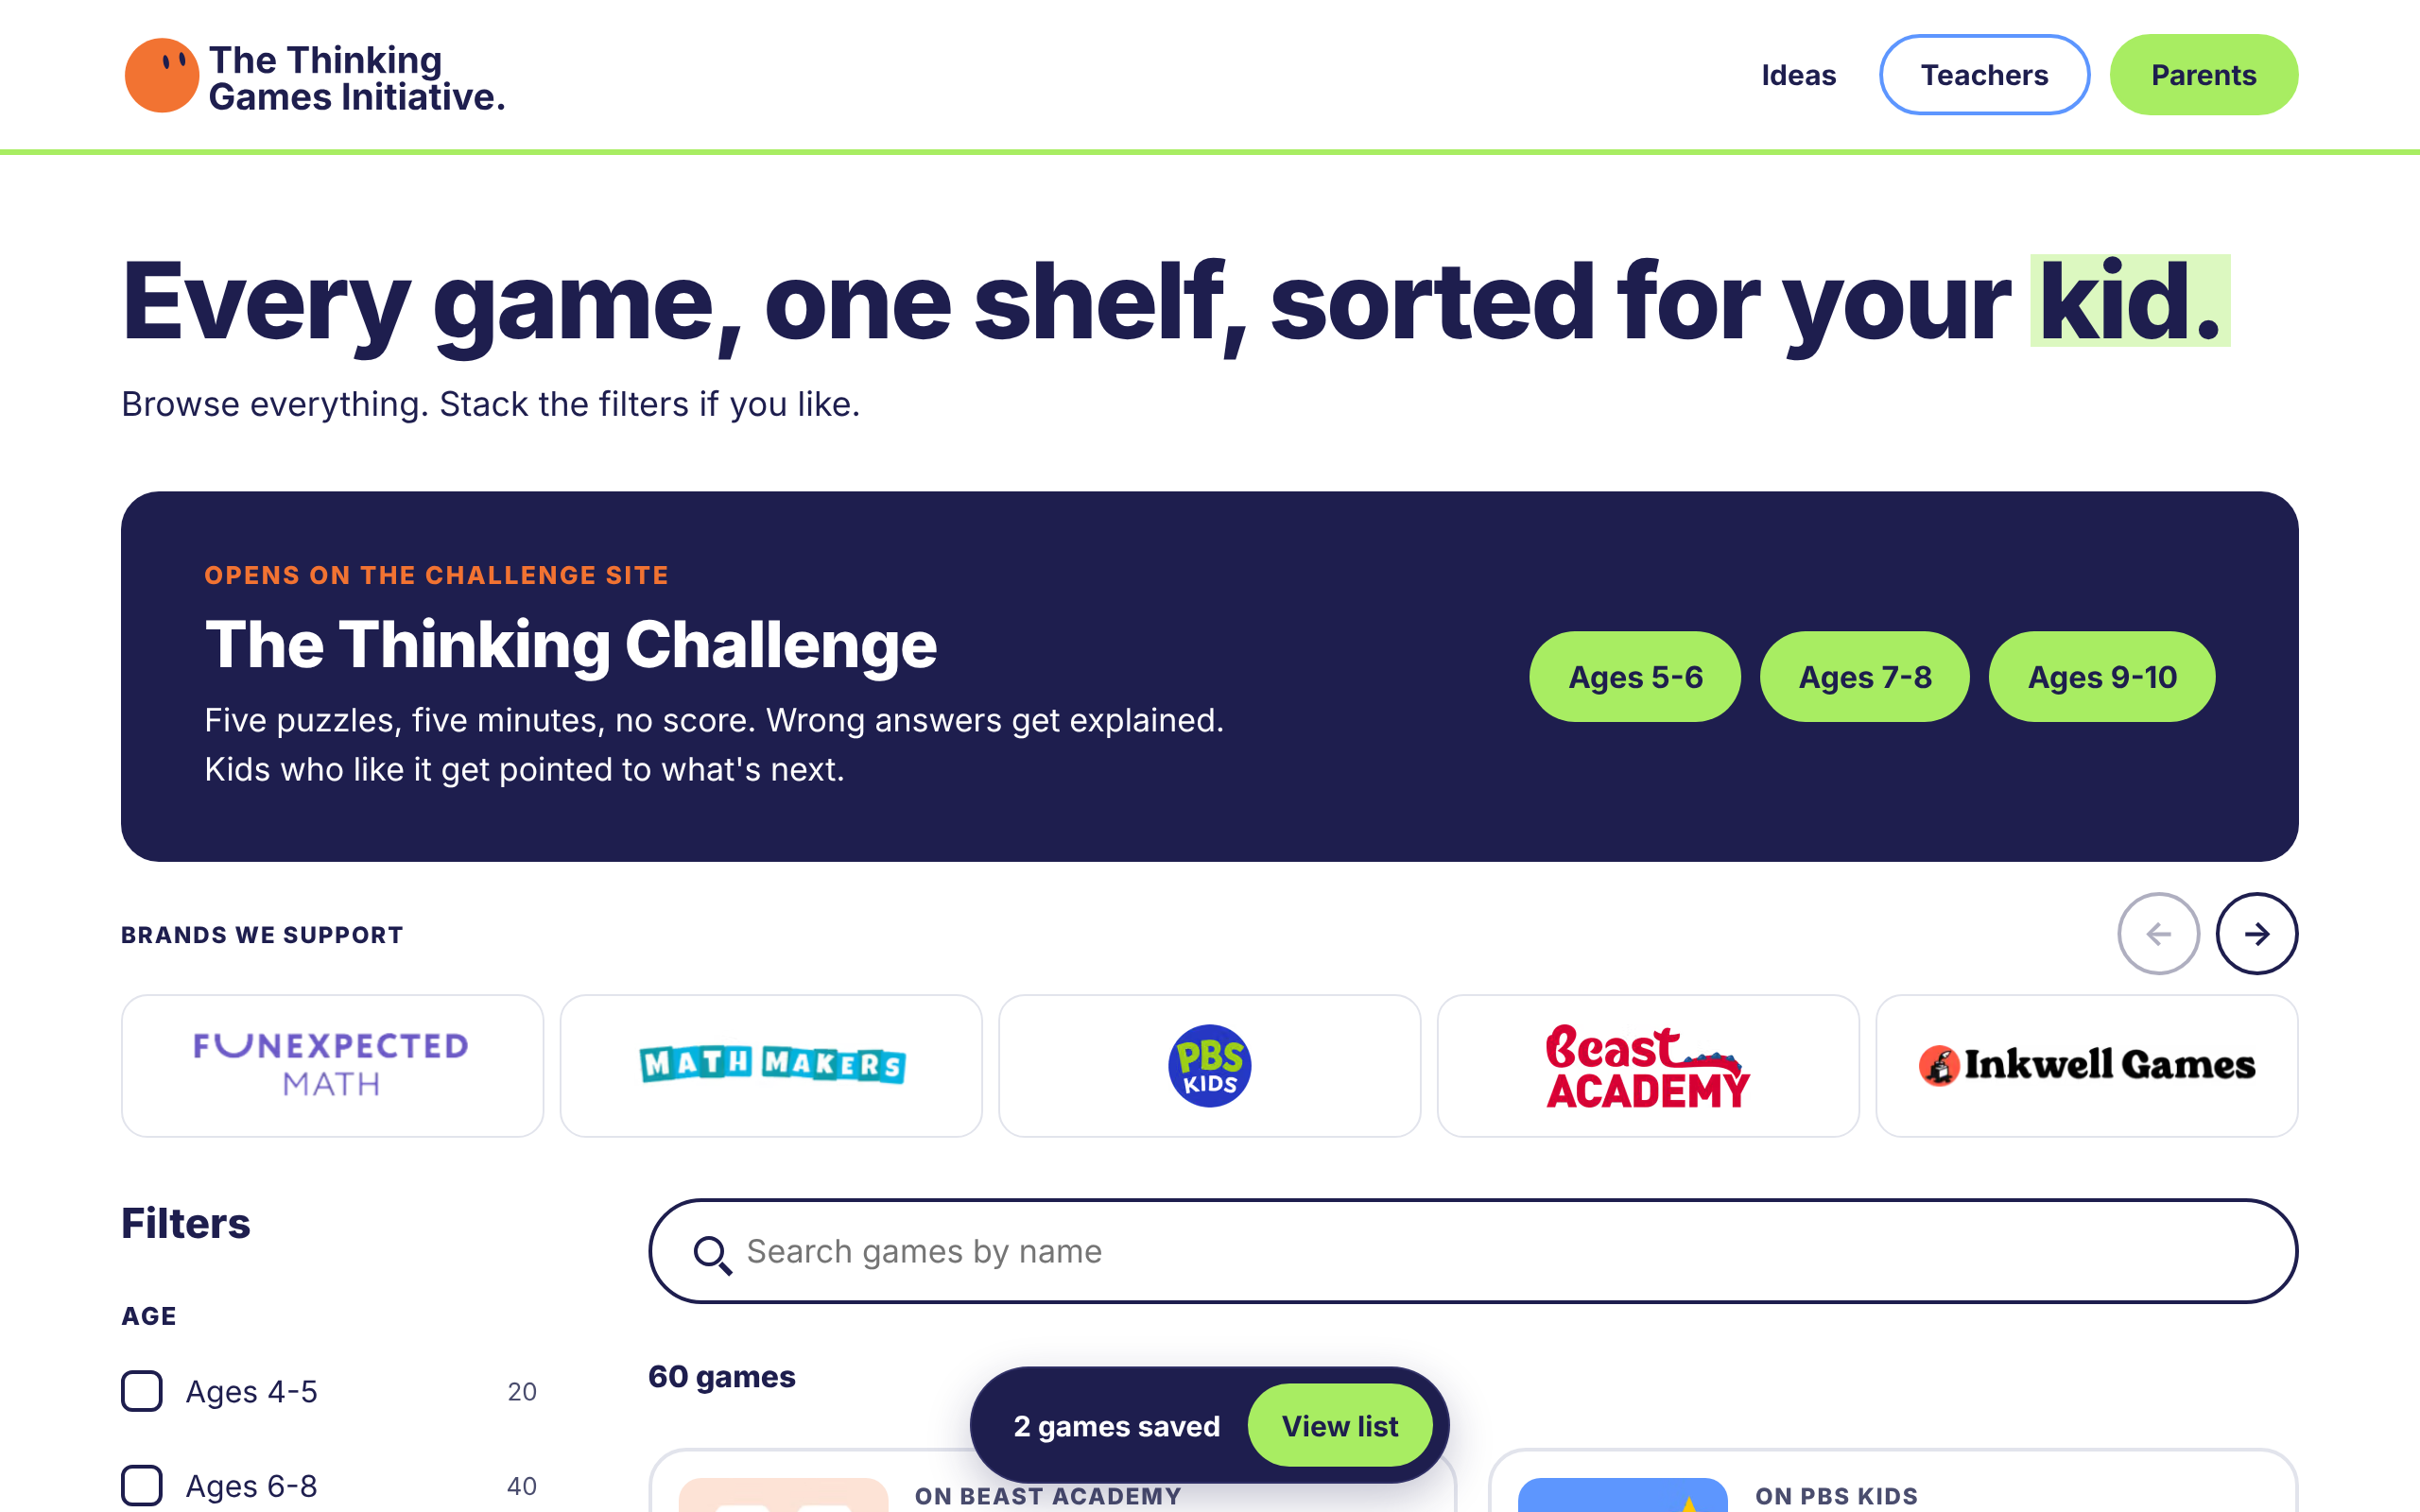 The Thinking
Games Initiative.
Ideas
Teachers
Parents
Every game, one shelf, sorted for your kid.
Browse everything. Stack the filters if you like.
OPENS ON THE CHALLENGE SITE
The Thinking Challenge
Five puzzles, five minutes, no score. Wrong answers get explained.
Kids who like it get pointed to what's next.
Ages 5-6
Ages 7-8
Ages 9-10
BRANDS WE SUPPORT
FUNEXPECTED
MATH
MATH MAKERS
PBS
KIDS
Beast
ACADEMY
Inkwell Games
Filters
Search games by name
AGE
60 games
Ages 4-5
20
2 games saved
View list
Ages 6-8
40
ON BEAST ACADEMY
ON PBS KIDS